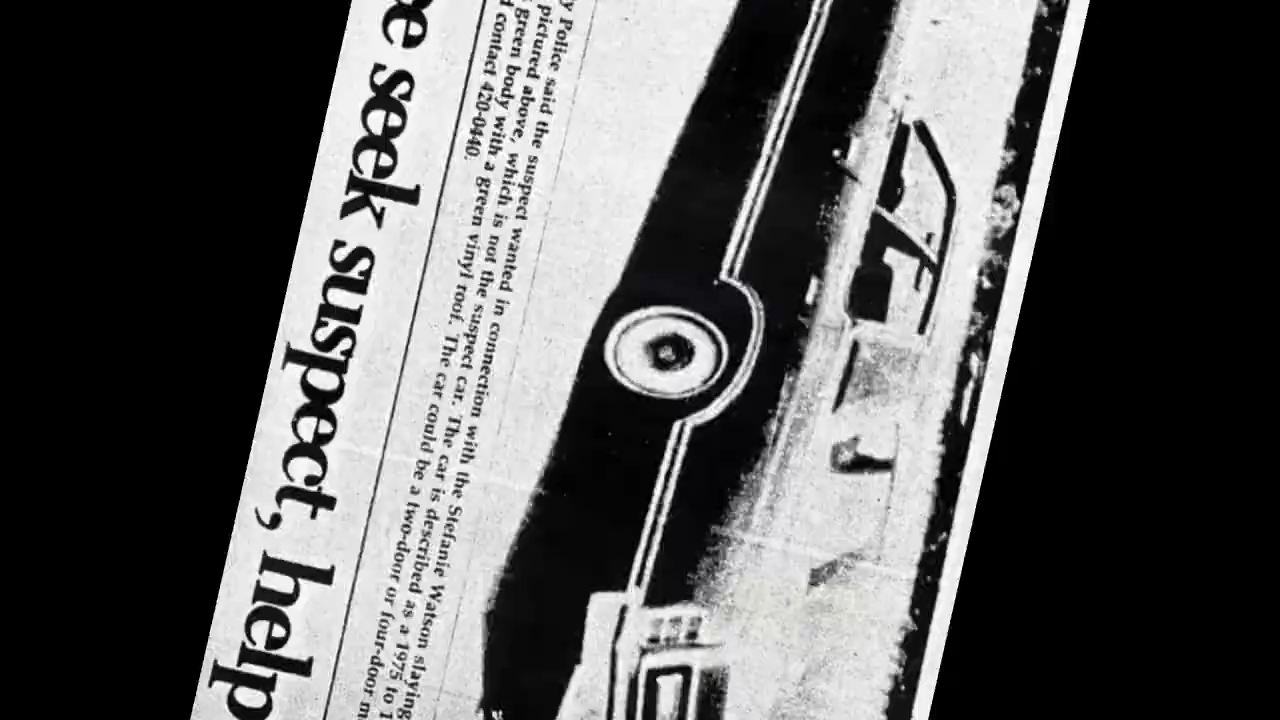 y Police said the suspect wanted in connection with the Stefanie Watson slaying
pictured above, which is not the suspect car. The car is described as a 1975 to
green body with a green vinyl roof. The car could be a two-door or four-door
contact 420-0440.
seek suspect, help